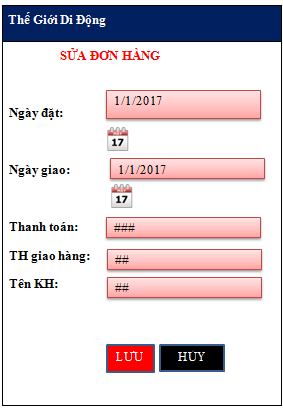 Thế Giới Di Động
SỬA ĐƠN HÀNG
Ngày đặt: 1/1/2017
17
Ngày giao: 1/1/2017
17
Thanh toán: ###
TH giao hàng: ##
Tên KH: ##
LƯU HUY